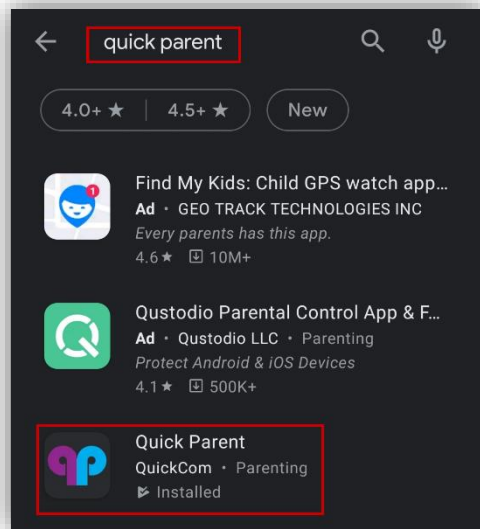 quick parent
4.0+ ★ | 4.5+ ★ New
1
Find My Kids: Child GPS watch app...
Ad • GEO TRACK TECHNOLOGIES INC
Every parents has this app.
4.6★ 10M+
Qustodio Parental Control App & F...
Ad • Qustodio LLC • Parenting
Protect Android & iOS Devices
4.1★ 500K+
qp
Quick Parent
QuickCom • Parenting
Installed